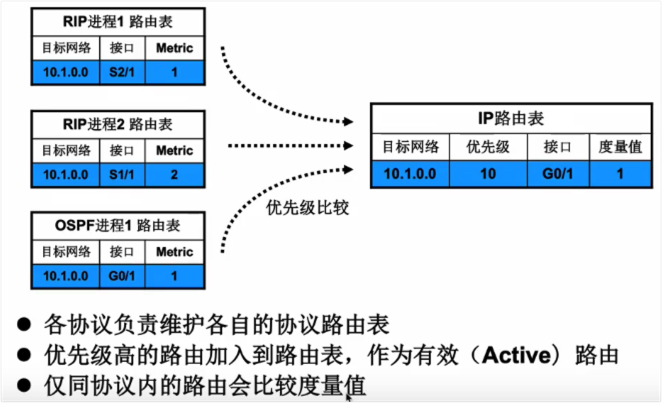 RIP进程1 路由表
目标网络 接口 Metric
10.1.0.0 S2/1 1
RIP进程2 路由表
目标网络 接口 Metric
10.1.0.0 S1/1 2
OSPF进程1 路由表
目标网络 接口 Metric
10.1.0.0 G0/1 1
优先级比较
IP路由表
目标网络 优先级 接口 度量值
10.1.0.0 10 G0/1 1
● 各协议负责维护各自的协议路由表
● 优先级高的路由加入到路由表，作为有效（Active）路由
● 仅同协议内的路由会比较度量值